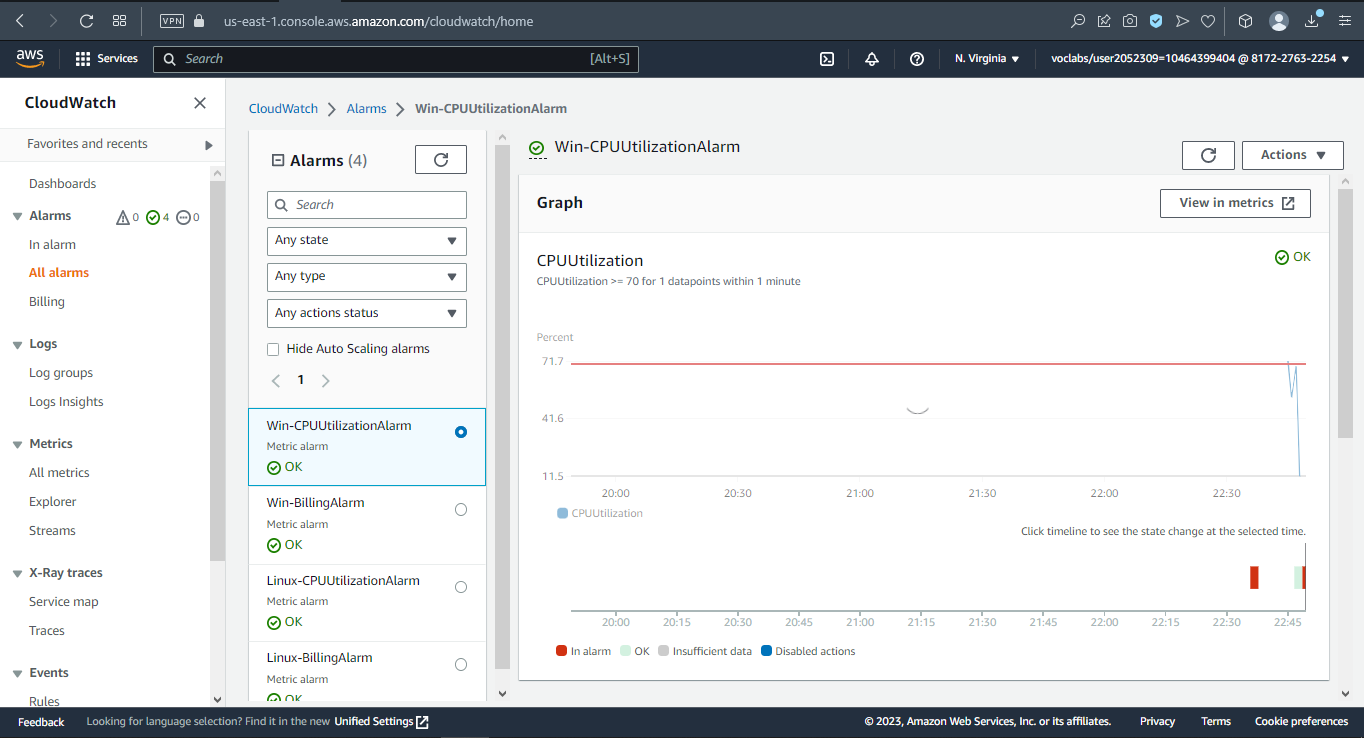 VPN us-east-1.console.aws.amazon.com/cloudwatch/home
aws Services Search [Alt+S] N. Virginia voclabs/user2052309=10464399404 @ 8172-2763-2254
CloudWatch
Favorites and recents
Dashboards
Alarms 0 4 0
In alarm
All alarms
Billing
Logs
Log groups
Logs Insights
Metrics
All metrics
Explorer
Streams
X-Ray traces
Service map
Traces
Events
Rules
CloudWatch Alarms Win-CPUUtilizationAlarm
Alarms (4)
Search
Any state
Any type
Any actions status
Hide Auto Scaling alarms
1
Win-CPUUtilizationAlarm
Metric alarm
OK
Win-BillingAlarm
Metric alarm
OK
Linux-CPUUtilizationAlarm
Metric alarm
OK
Linux-BillingAlarm
Metric alarm
OK
Win-CPUUtilizationAlarm
Actions
Graph
View in metrics
CPUUtilization
OK
CPUUtilization >= 70 for 1 datapoints within 1 minute
Percent
71.7
41.6
11.5
20:00 20:30 21:00 21:30 22:00 22:30
CPUUtilization
Click timeline to see the state change at the selected time.
20:00 20:15 20:30 20:45 21:00 21:15 21:30 21:45 22:00 22:15 22:30 22:45
In alarm OK Insufficient data Disabled actions
Feedback Looking for language selection? Find it in the new Unified Settings © 2023, Amazon Web Services, Inc. or its affiliates. Privacy Terms Cookie preferences